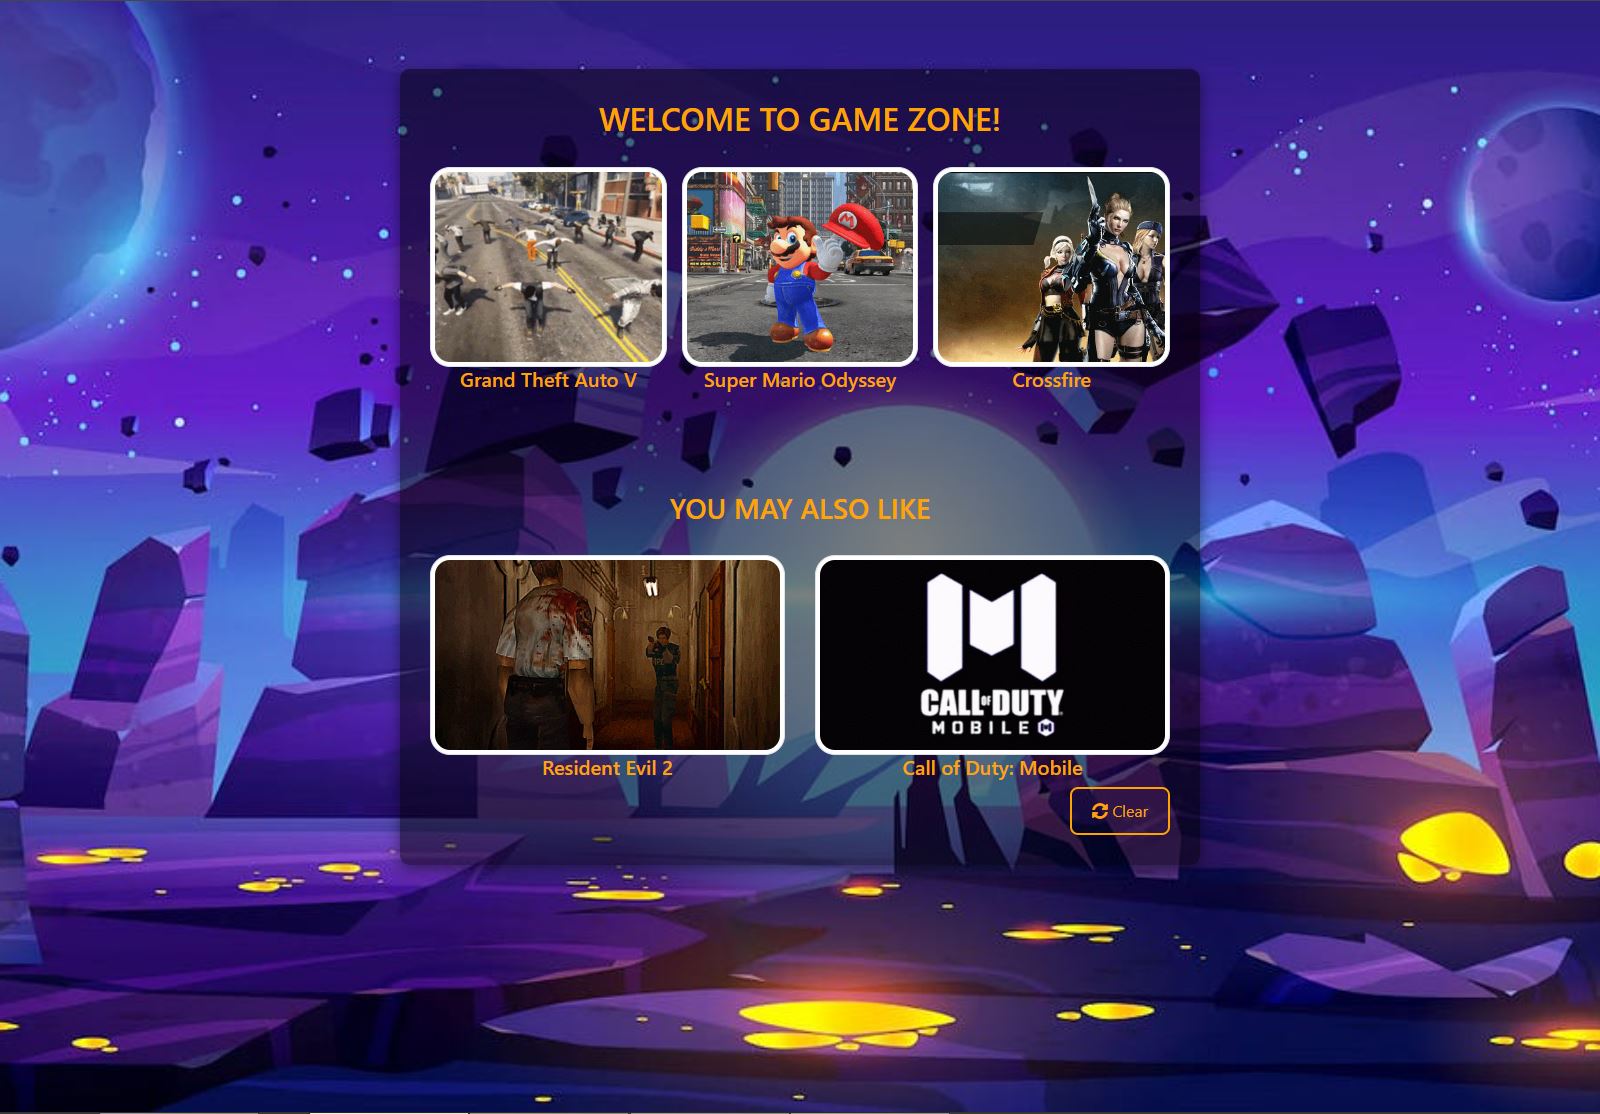 WELCOME TO GAME ZONE!
Grand Theft Auto V
Super Mario Odyssey
Crossfire
YOU MAY ALSO LIKE
CALL OF DUTY
MOBILE
Resident Evil 2
Call of Duty: Mobile
Clear